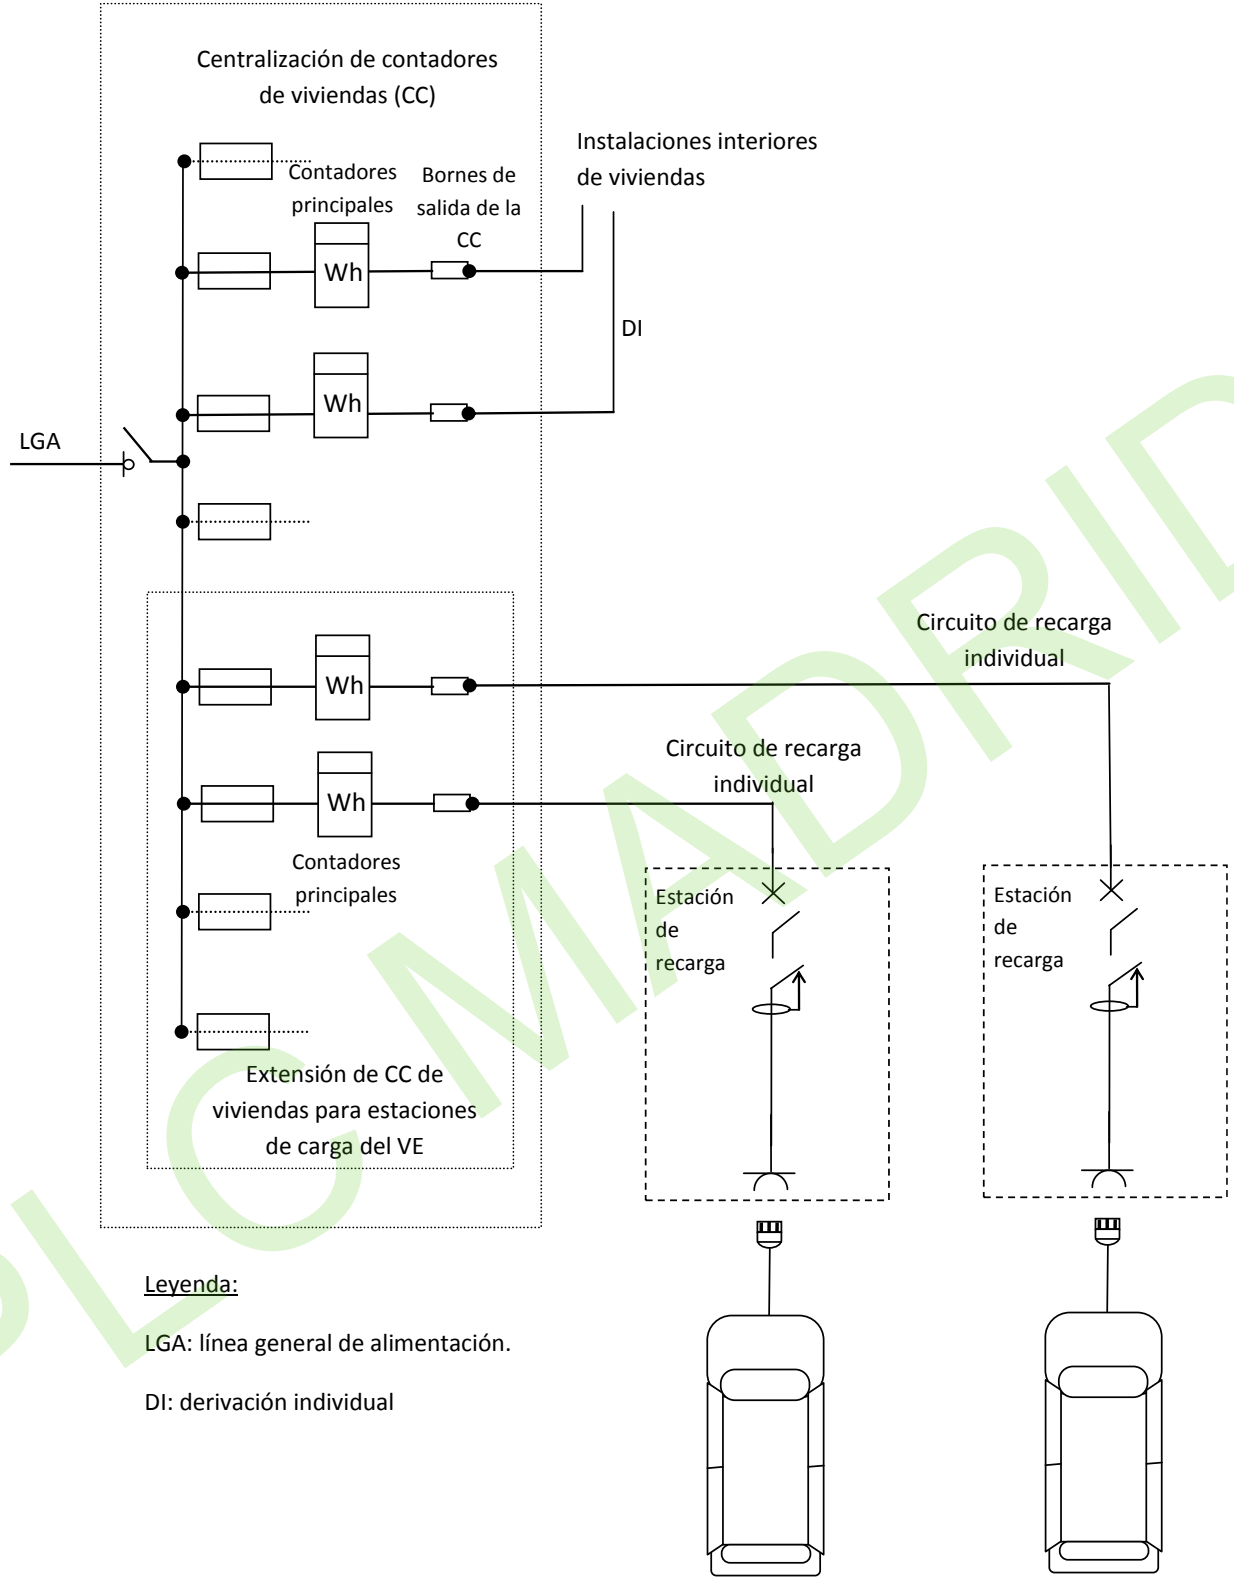 Centralización de contadores
de viviendas (CC)
Instalaciones interiores
de viviendas
Contadores
principales
Bornes de
salida de la
CC
Wh
DI
Wh
LGA
Circuito de recarga
individual
Wh
Circuito de recarga
individual
Wh
Contadores
principales
Estación
de
recarga
Estación
de
recarga
Extensión de CC de
viviendas para estaciones
de carga del VE
Leyenda:
LGA: línea general de alimentación.
DI: derivación individual
PLC MADRID